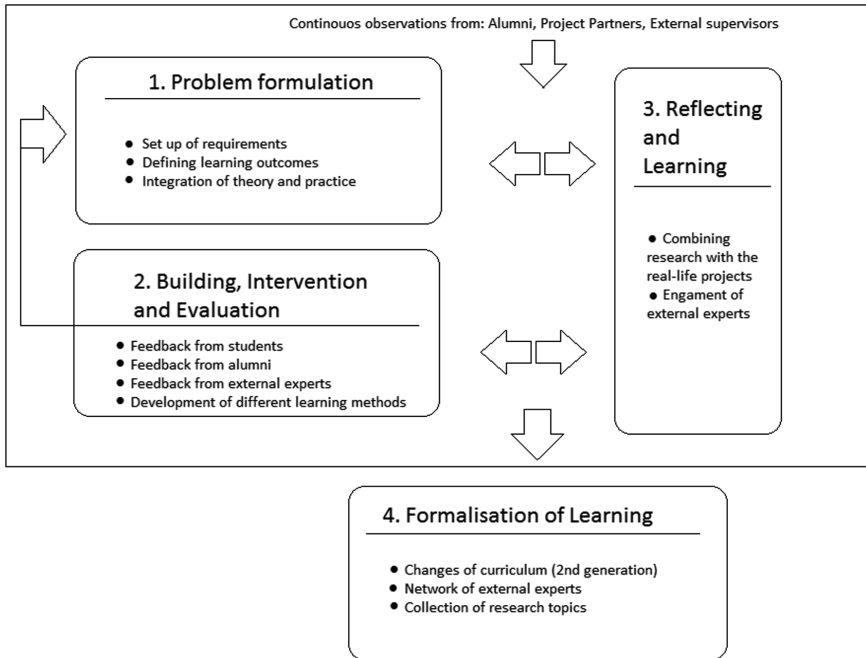 Continouos observations from: Alumni, Project Partners, External supervisors
1. Problem formulation
● Set up of requirements
● Defining learning outcomes
● Integration of theory and practice
2. Building, Intervention
and Evaluation
● Feedback from students
● Feedback from alumni
● Feedback from external experts
● Development of different learning methods
3. Reflecting
and
Learning
● Combining
research with the
real-life projects
● Engament of
external experts
4. Formalisation of Learning
● Changes of curriculum (2nd generation)
● Network of external experts
● Collection of research topics